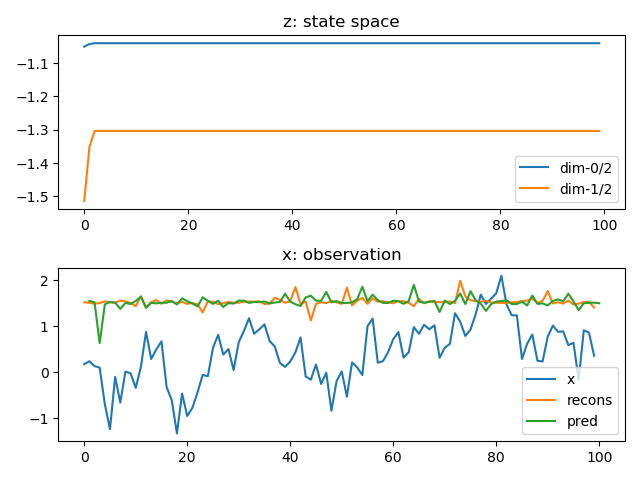 z: state space
−1.1
−1.2
−1.3
−1.4
−1.5
dim-0/2
dim-1/2
0 20 40 60 80 100
x: observation
2
1
0
−1
x
recons
pred
0 20 40 60 80 100